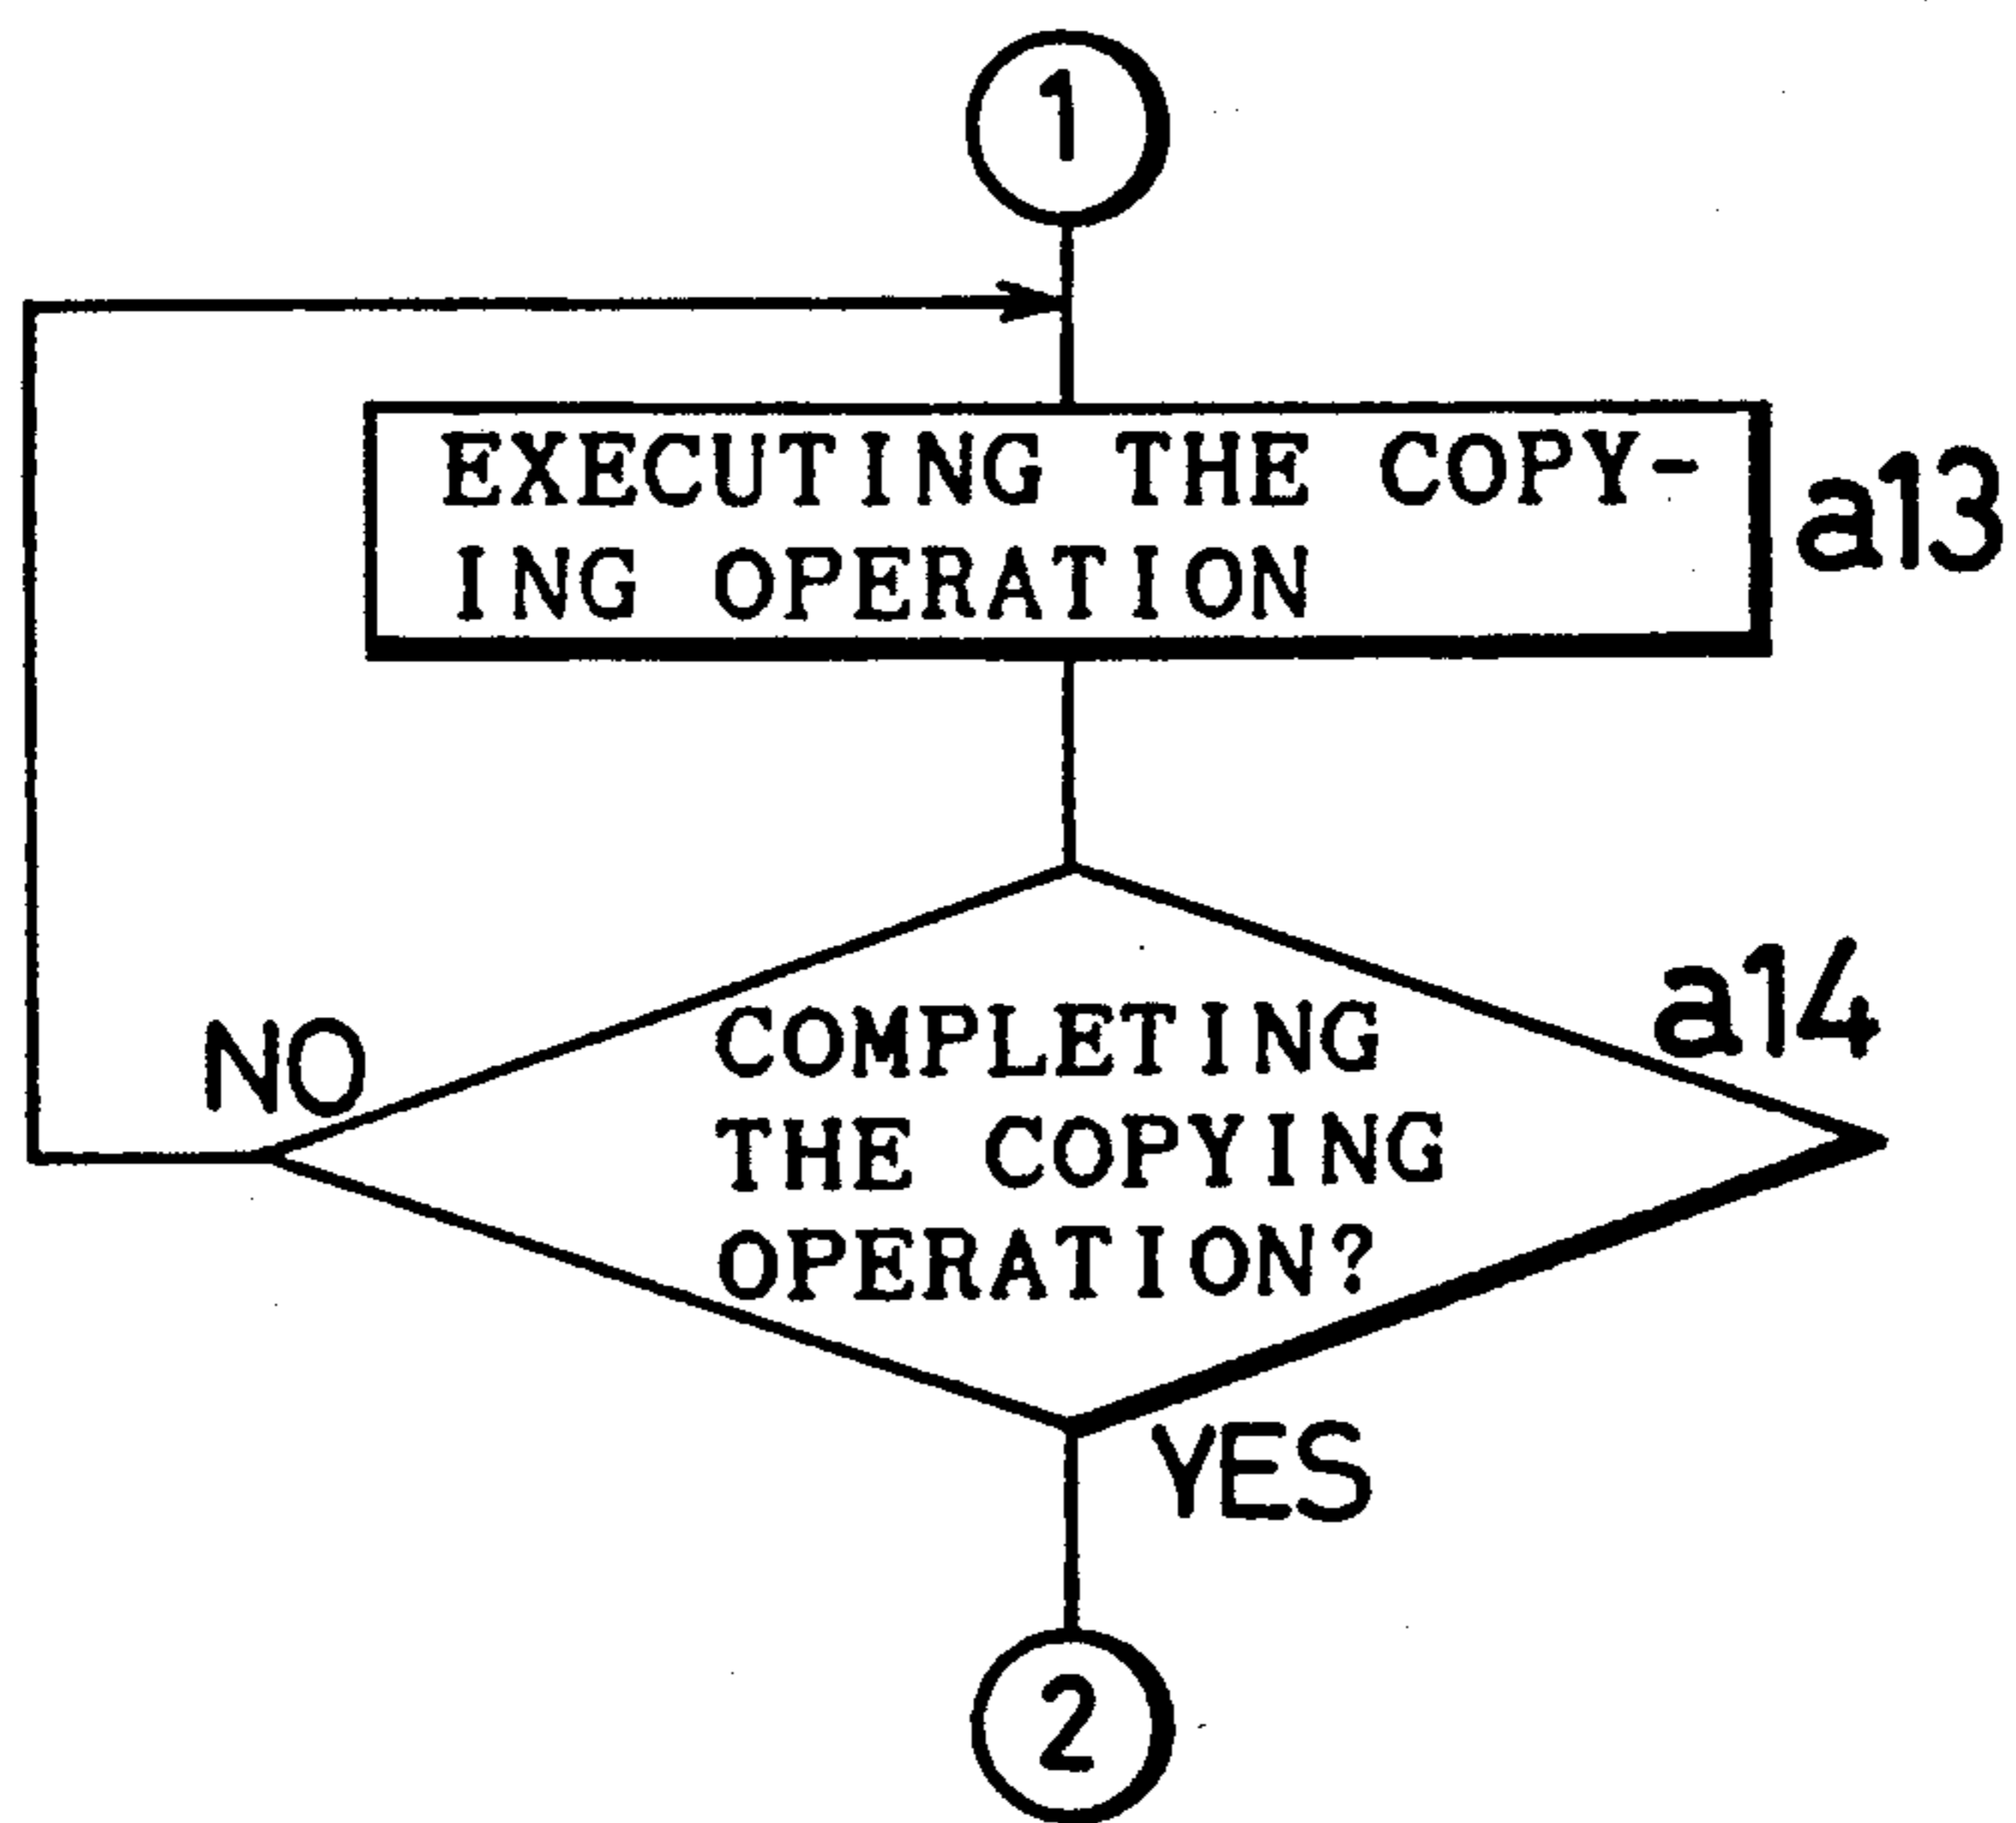 1
EXECUTING THE COPY-
ING OPERATION
a13
a14
NO
COMPLETING
THE COPYING
OPERATION?
YES
2